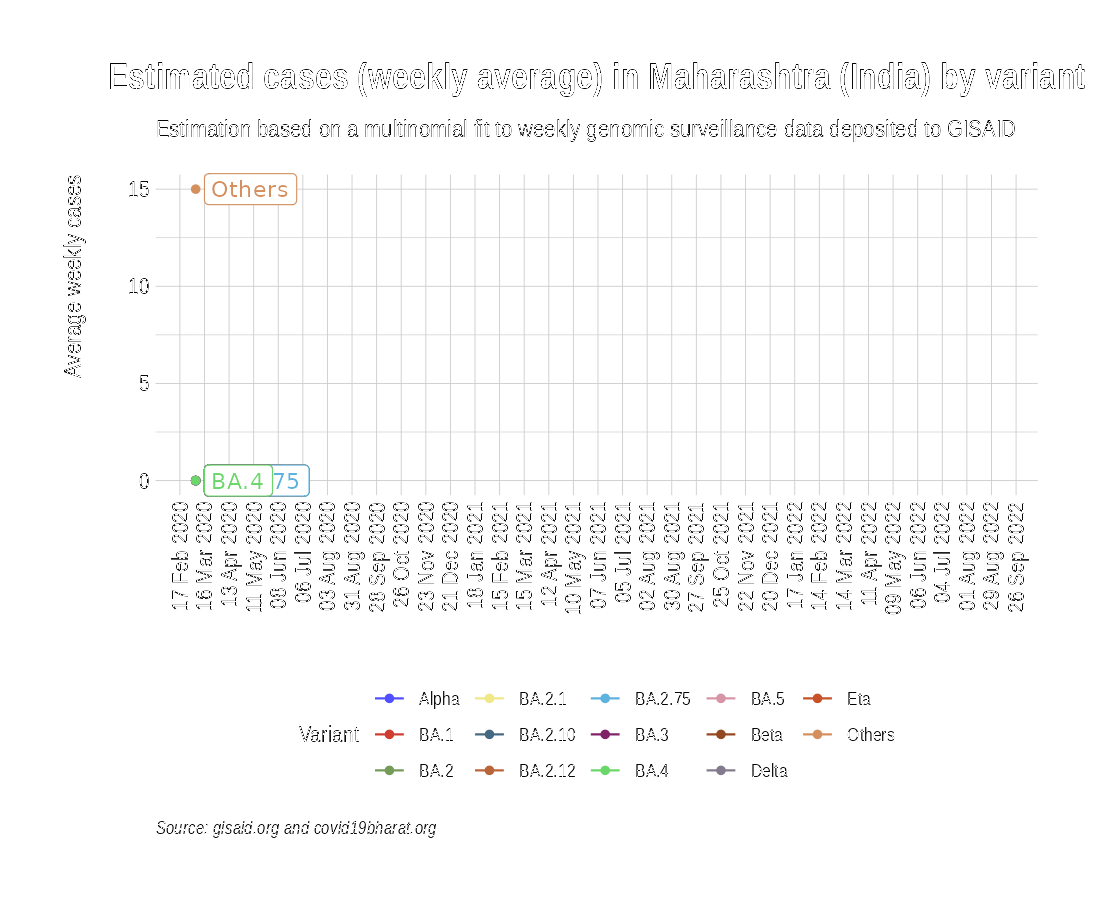 Estimated cases (weekly average) in Maharashtra (India) by variant
Estimation based on a multinomial fit to weekly genomic surveillance data deposited to GISAID
Average weekly cases
15
10
5
0
Others
BA.4
75
17 Feb 2020
16 Mar 2020
13 Apr 2020
11 May 2020
08 Jun 2020
06 Jul 2020
03 Aug 2020
31 Aug 2020
28 Sep 2020
26 Oct 2020
23 Nov 2020
21 Dec 2020
18 Jan 2021
15 Feb 2021
15 Mar 2021
12 Apr 2021
10 May 2021
07 Jun 2021
05 Jul 2021
02 Aug 2021
30 Aug 2021
27 Sep 2021
25 Oct 2021
22 Nov 2021
20 Dec 2021
17 Jan 2022
14 Feb 2022
14 Mar 2022
11 Apr 2022
09 May 2022
06 Jun 2022
04 Jul 2022
01 Aug 2022
29 Aug 2022
26 Sep 2022
Variant
Alpha
BA.1
BA.2
BA.2.1
BA.2.10
BA.2.12
BA.2.75
BA.3
BA.4
BA.5
Beta
Delta
Eta
Others
Source: gisaid.org and covid19bharat.org